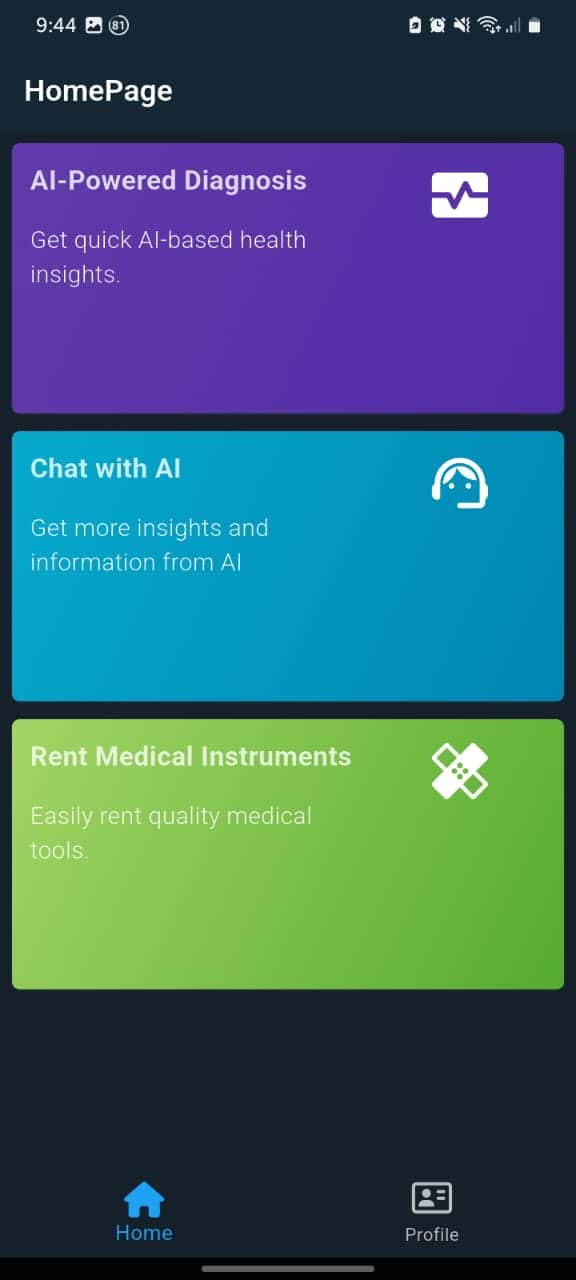 9:44 81
HomePage
AI-Powered Diagnosis
Get quick AI-based health
insights.
Chat with AI
Get more insights and
information from AI
Rent Medical Instruments
Easily rent quality medical
tools.
Home Profile